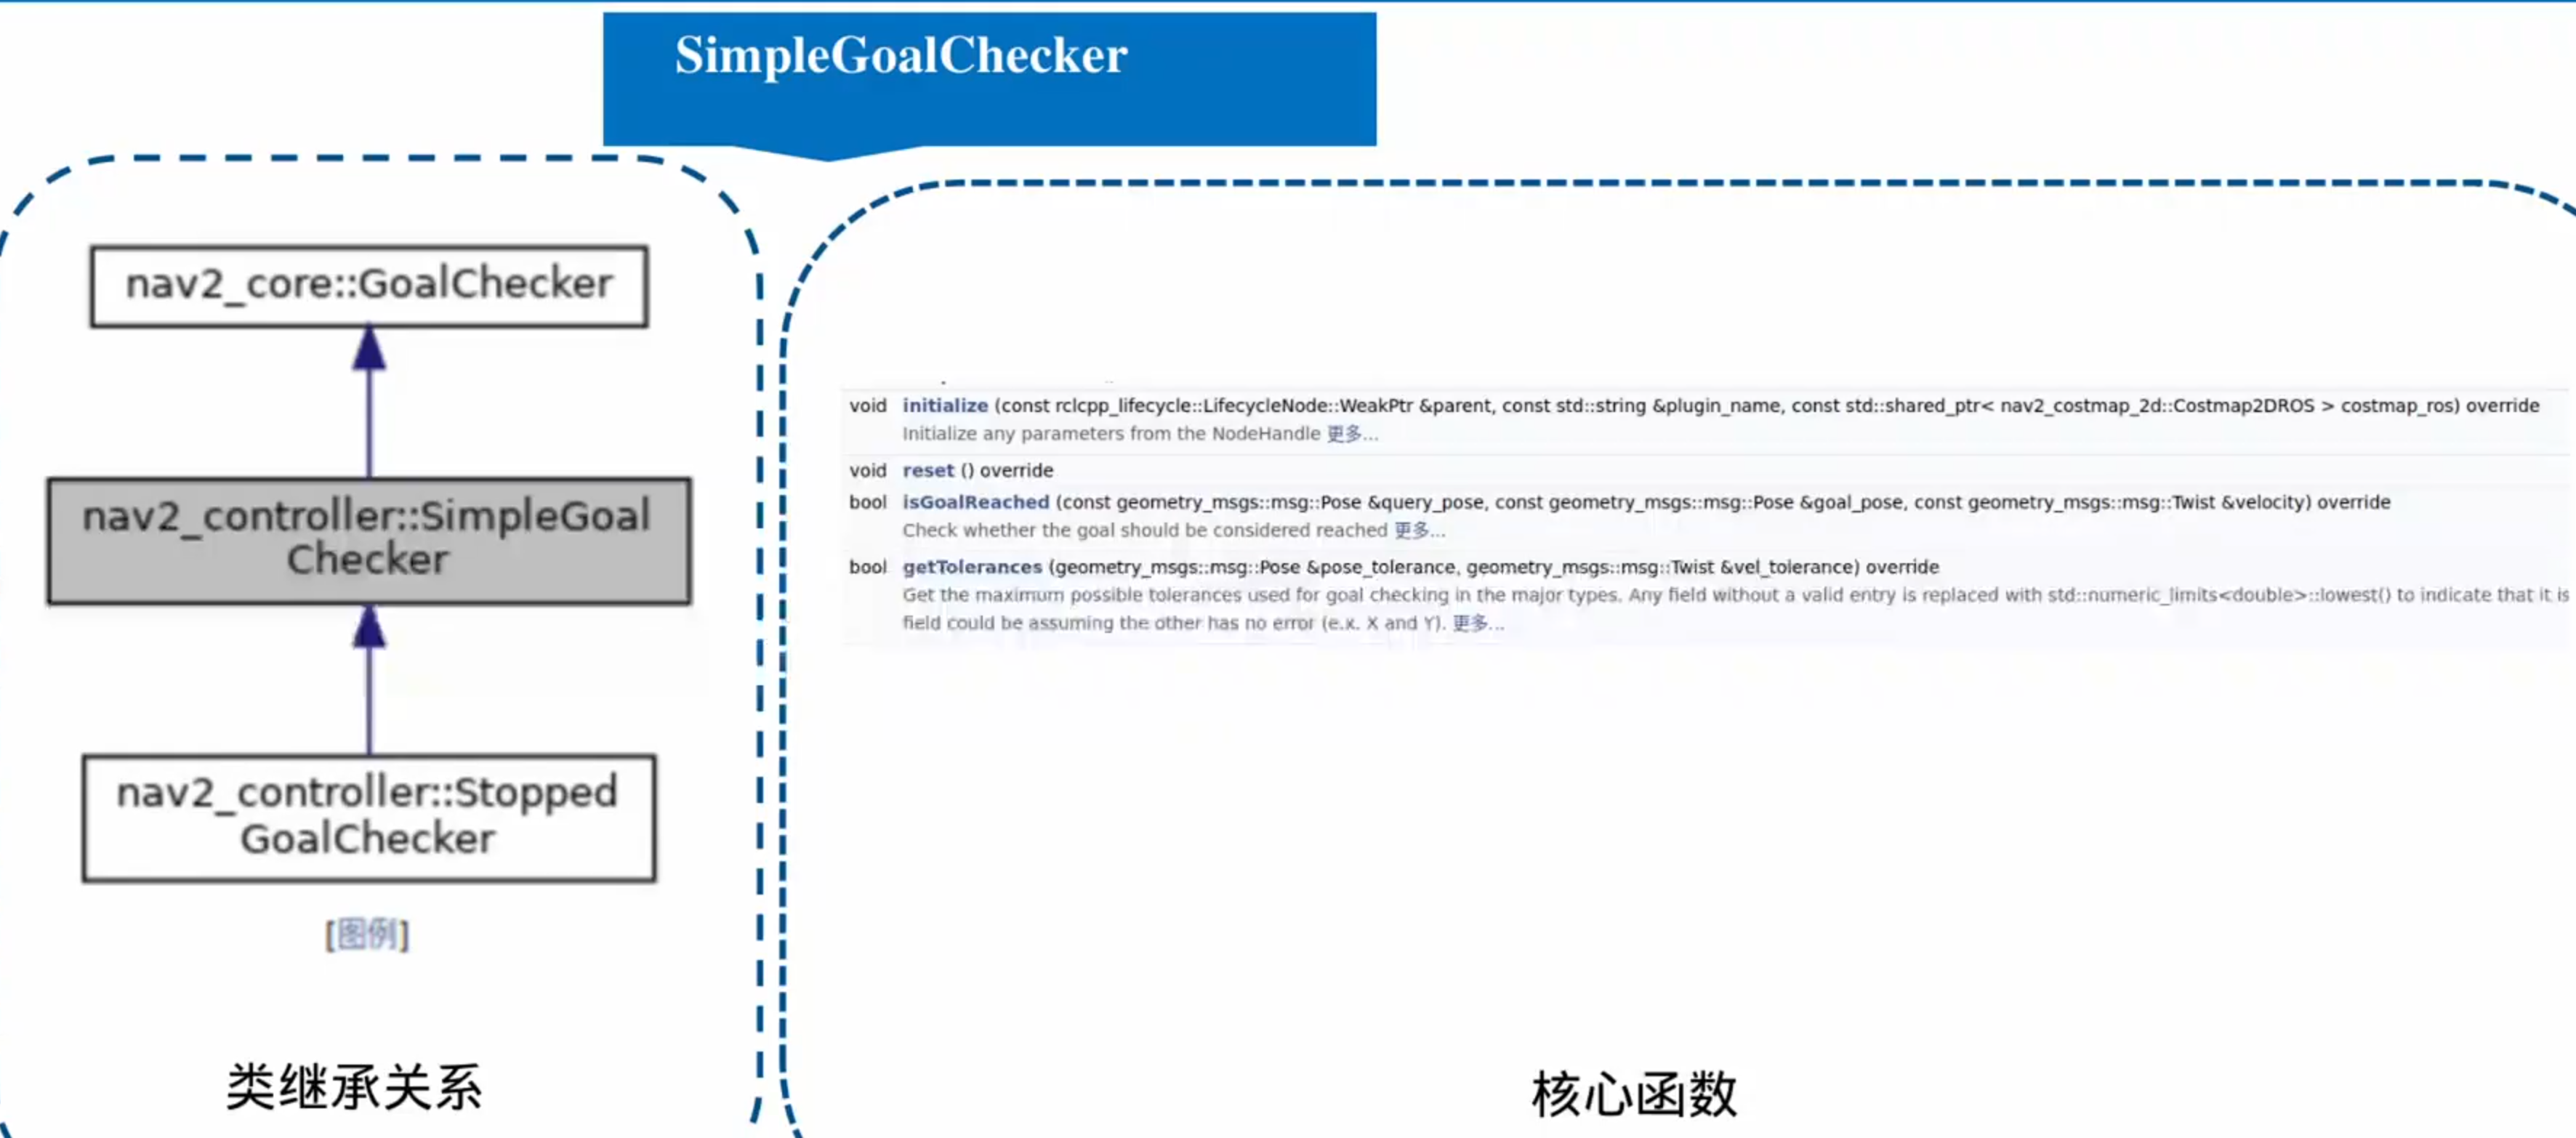 SimpleGoalChecker
nav2_core::GoalChecker
nav2_controller::SimpleGoal
Checker
nav2_controller::Stopped
GoalChecker
[图例]
类继承关系
void initialize (const rclcpp_lifecycle::LifecycleNode::WeakPtr &parent, const std::string &plugin_name, const std::shared_ptr< nav2_costmap_2d::Costmap2DROS > costmap_ros) override
Initialize any parameters from the NodeHandle 更多...
void reset () override
bool isGoalReached (const geometry_msgs::msg::Pose &query_pose, const geometry_msgs::msg::Pose &goal_pose, const geometry_msgs::msg::Twist &velocity) override
Check whether the goal should be considered reached 更多...
bool getTolerances (geometry_msgs::msg::Pose &pose_tolerance, geometry_msgs::msg::Twist &vel_tolerance) override
Get the maximum possible tolerances used for goal checking in the major types. Any field without a valid entry is replaced with std::numeric_limits<double>::lowest() to indicate that it is
field could be assuming the other has no error (e.x. X and Y). 更多...
核心函数